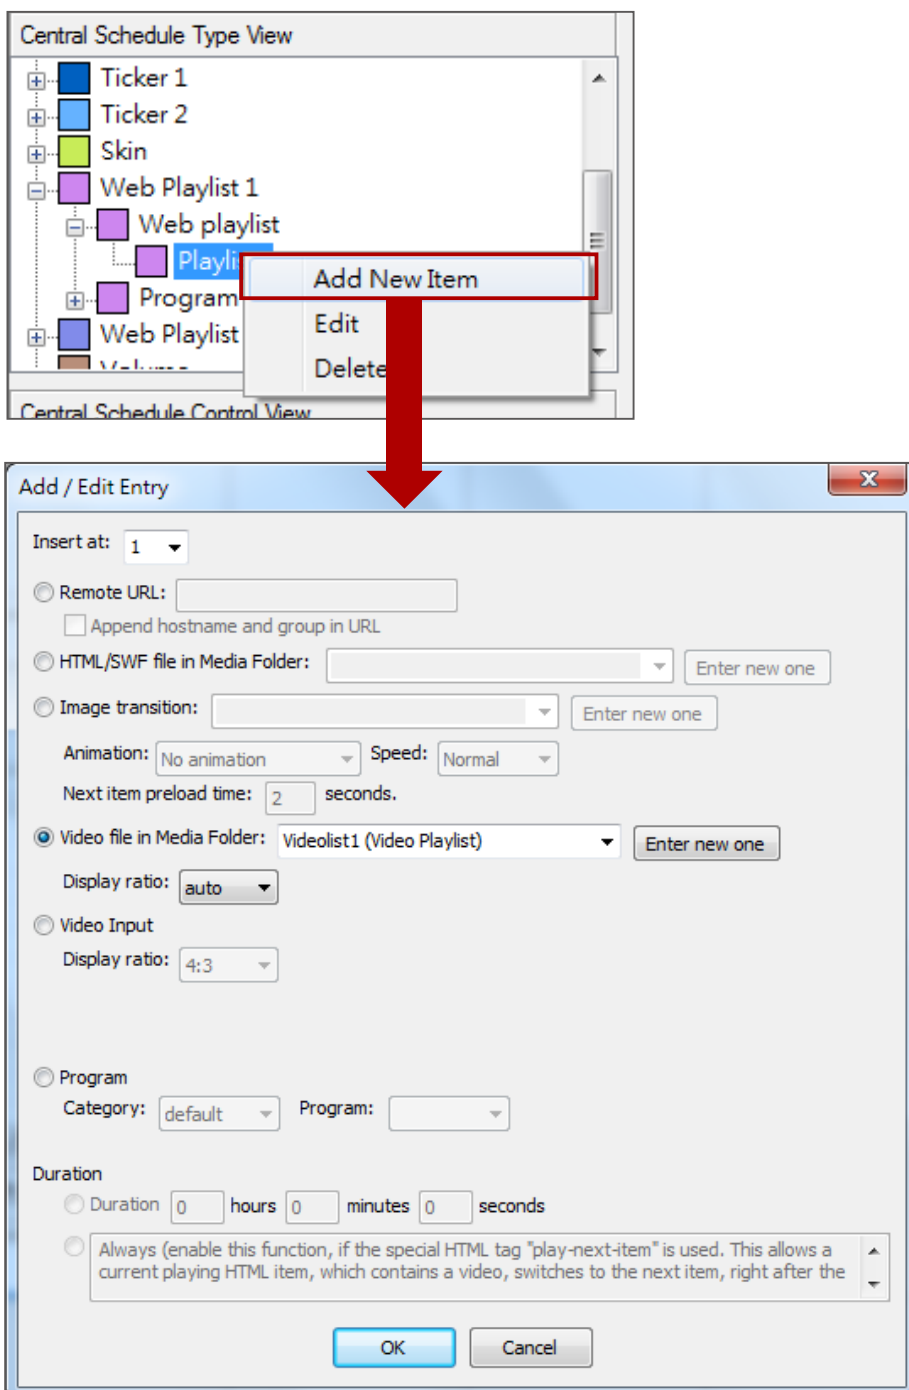 Central Schedule Type View
Ticker 1
Ticker 2
Skin
Web Playlist 1
Web playlist
Playli
Add New Item
Program
Edit
Web Playlist
Delete
Volume
Central Schedule Control View
Add / Edit Entry
Insert at: 1
Remote URL:
Append hostname and group in URL
HTML/SWF file in Media Folder: Enter new one
Image transition: Enter new one
Animation: No animation Speed: Normal
Next item preload time: 2 seconds.
Video file in Media Folder: Videolist1 (Video Playlist) Enter new one
Display ratio: auto
Video Input
Display ratio: 4:3
Program
Category: default Program:
Duration
Duration 0 hours 0 minutes 0 seconds
Always (enable this function, if the special HTML tag "play-next-item" is used. This allows a
current playing HTML item, which contains a video, switches to the next item, right after the
OK Cancel